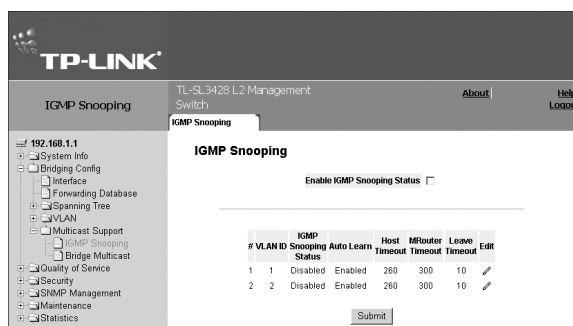 TP-LINK
IGMP Snooping
TL-SL3428 L2 Management
Switch
About
Help
Logout
IGMP Snooping
192.168.1.1
System Info
Bridging Config
Interface
Forwarding Database
Spanning Tree
VLAN
Multicast Support
IGMP Snooping
Bridge Multicast
Quality of Service
Security
SNMP Management
Maintenance
Statistics
IGMP Snooping
Enable IGMP Snooping Status
# VLAN ID IGMP Snooping Status Auto Learn Host Timeout MRouter Timeout Leave Timeout Edit
1 1 Disabled Enabled 260 300 10
2 2 Disabled Enabled 260 300 10
Submit